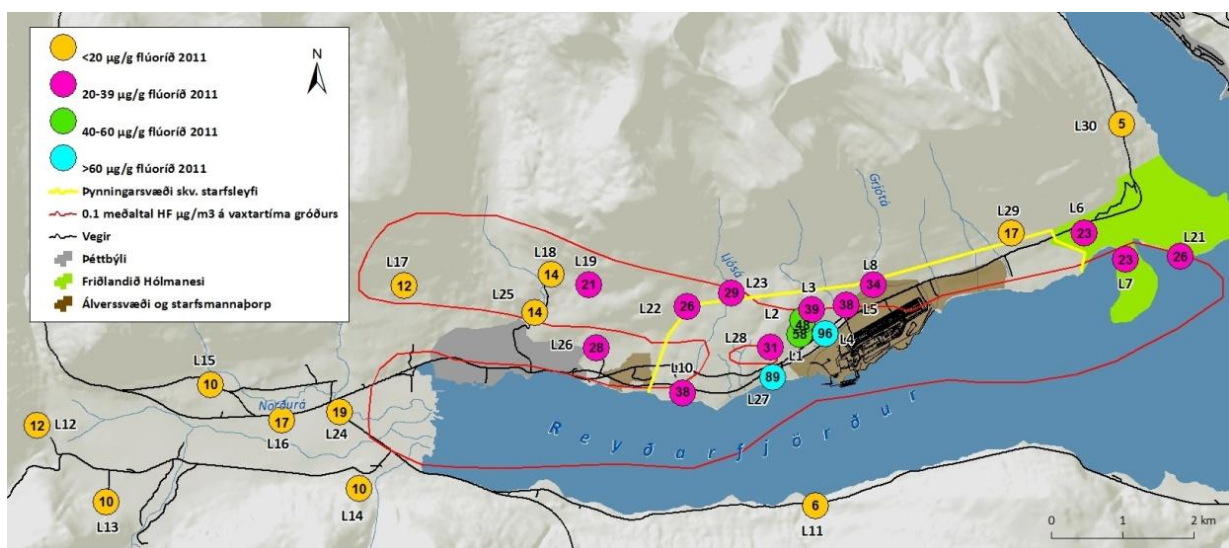 <20 µg/g flúoríð 2011
20-39 µg/g flúoríð 2011
40-60 µg/g flúoríð 2011
>60 µg/g flúoríð 2011
Þynningarsvæði skv. starfsleyfi
0.1 meðaltal HF µg/m3 á vaxtartíma gróðurs
Vegir
Þéttbýli
Friðlandið Hólmanesi
Álverssvæði og starfsmannaþorp
N
L30
5
L29
17
L6
23
L21
26
L7
23
Grjótá
Ljósá
L18
14
L19
21
L17
12
L25
14
L22
26
L23
29
L8
34
L3
39
L5
38
L2
48
58
L1
L4
96
L28
31
L26
28
L10
38
L27
89
L15
10
Norðurá
L12
12
L16
17
L24
19
L13
10
L14
10
L11
6
Reyðarfjörður
0 1 2 km